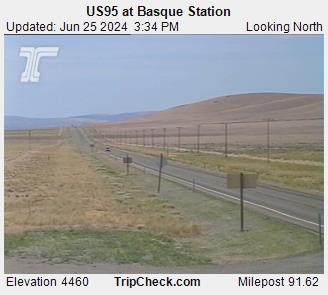 US95 at Basque Station
Updated: Jun 25 2024 3:34 PM Looking North
Elevation 4460 TripCheck.com Milepost 91.62